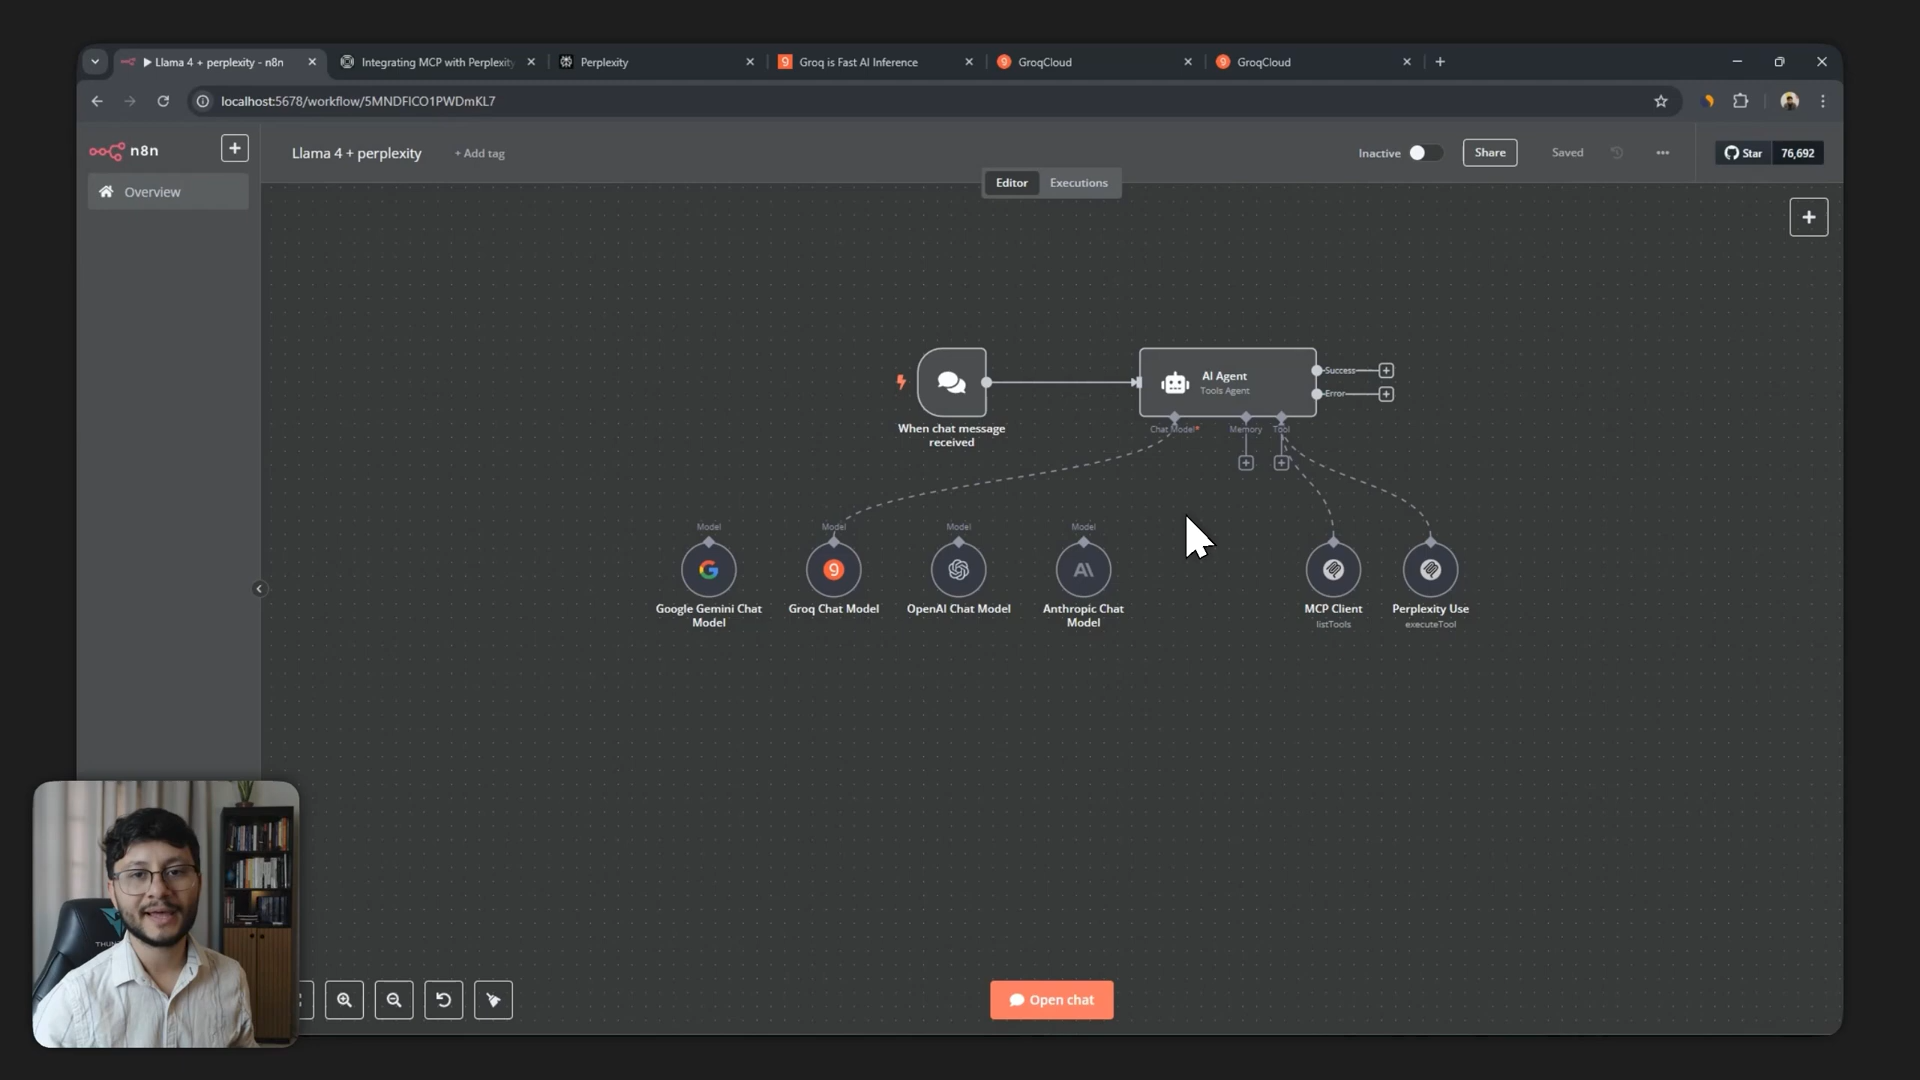 Llama 4 + perplexity - n8n
Integrating MCP with Perplexity
Perplexity
Groq is Fast AI Inference
GroqCloud
GroqCloud
localhost:5678/workflow/5MNDFICO1PWDmKL7
n8n
Overview
Llama 4 + perplexity
+ Add tag
Inactive
Share
Saved
Star
76,692
Editor
Executions
AI Agent
Tools Agent
Success
Error
When chat message
received
Chat Model*
Memory
Tool
Model
Model
Model
Model
Google Gemini Chat
Model
Groq Chat Model
OpenAI Chat Model
Anthropic Chat
Model
MCP Client
listTools
Perplexity Use
executeTool
Open chat